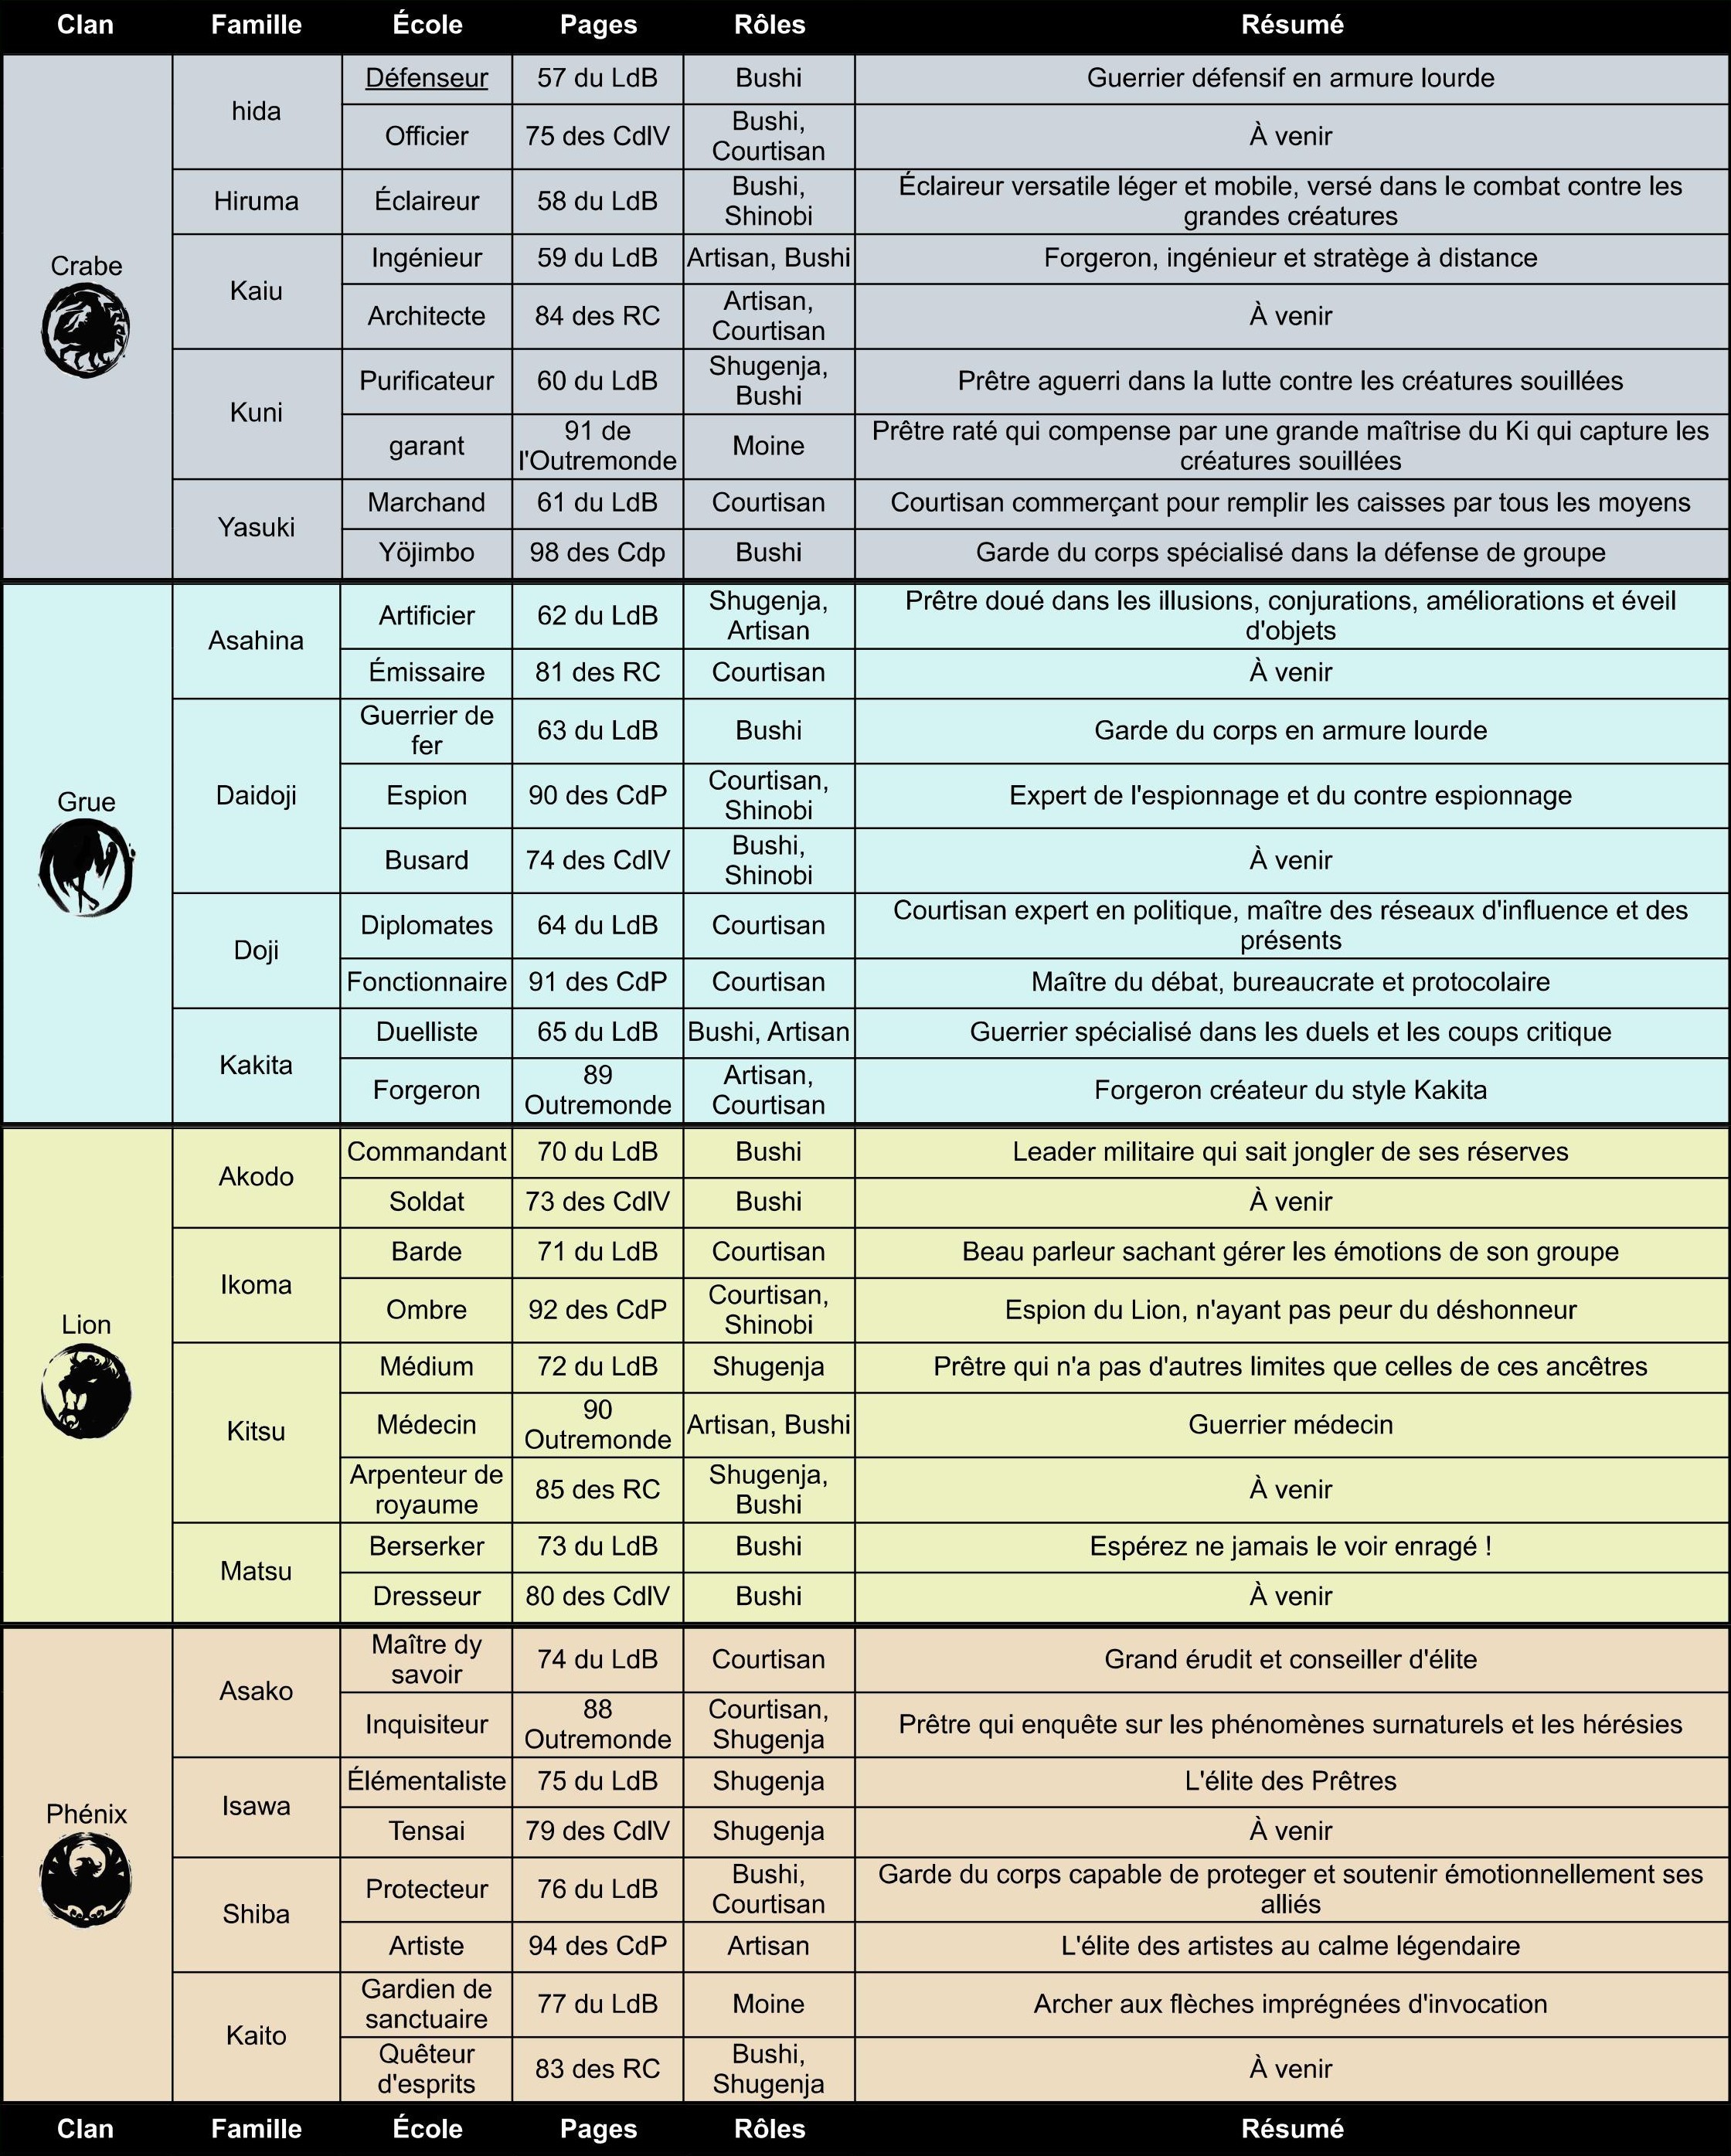 Clan Famille École Pages Rôles Résumé
Crabe
hida
Défenseur 57 du LdB Bushi Guerrier défensif en armure lourde
Officier 75 des CdlV Bushi,
Courtisan À venir
Hiruma Éclaireur 58 du LdB Bushi,
Shinobi Éclaireur versatile léger et mobile, versé dans le combat contre les
grandes créatures
Kaiu
Ingénieur 59 du LdB Artisan, Bushi Forgeron, ingénieur et stratège à distance
Architecte 84 des RC Artisan,
Courtisan À venir
Kuni
Purificateur 60 du LdB Shugenja,
Bushi Prêtre aguerri dans la lutte contre les créatures souillées
garant 91 de
l'Outremonde Moine Prêtre raté qui compense par une grande maîtrise du Ki qui capture les
créatures souillées
Yasuki
Marchand 61 du LdB Courtisan Courtisan commerçant pour remplir les caisses par tous les moyens
Yöjimbo 98 des Cdp Bushi Garde du corps spécialisé dans la défense de groupe
Grue
Asahina
Artificier 62 du LdB Shugenja,
Artisan Prêtre doué dans les illusions, conjurations, améliorations et éveil
d'objets
Émissaire 81 des RC Courtisan À venir
Daidoji
Guerrier de
fer 63 du LdB Bushi Garde du corps en armure lourde
Espion 90 des CdP Courtisan,
Shinobi Expert de l'espionnage et du contre espionnage
Busard 74 des CdlV Bushi,
Shinobi À venir
Doji
Diplomates 64 du LdB Courtisan Courtisan expert en politique, maître des réseaux d'influence et des
présents
Fonctionnaire 91 des CdP Courtisan Maître du débat, bureaucrate et protocolaire
Kakita
Duelliste 65 du LdB Bushi, Artisan Guerrier spécialisé dans les duels et les coups critique
Forgeron 89
Outremonde Artisan,
Courtisan Forgeron créateur du style Kakita
Lion
Akodo
Commandant 70 du LdB Bushi Leader militaire qui sait jongler de ses réserves
Soldat 73 des CdlV Bushi À venir
Ikoma
Barde 71 du LdB Courtisan Beau parleur sachant gérer les émotions de son groupe
Ombre 92 des CdP Courtisan,
Shinobi Espion du Lion, n'ayant pas peur du déshonneur
Kitsu
Médium 72 du LdB Shugenja Prêtre qui n'a pas d'autres limites que celles de ces ancêtres
Médecin 90
Outremonde Artisan, Bushi Guerrier médecin
Arpenteur de
royaume 85 des RC Shugenja,
Bushi À venir
Matsu
Berserker 73 du LdB Bushi Espérez ne jamais le voir enragé !
Dresseur 80 des CdlV Bushi À venir
Phénix
Asako
Maître dy
savoir 74 du LdB Courtisan Grand érudit et conseiller d'élite
Inquisiteur 88
Outremonde Courtisan,
Shugenja Prêtre qui enquête sur les phénomènes surnaturels et les hérésies
Isawa
Élémentaliste 75 du LdB Shugenja L'élite des Prêtres
Tensai 79 des CdlV Shugenja À venir
Shiba
Protecteur 76 du LdB Bushi,
Courtisan Garde du corps capable de proteger et soutenir émotionnellement ses
alliés
Artiste 94 des CdP Artisan L'élite des artistes au calme légendaire
Kaito
Gardien de
sanctuaire 77 du LdB Moine Archer aux flèches imprégnées d'invocation
Quêteur
d'esprits 83 des RC Bushi,
Shugenja À venir
Clan Famille École Pages Rôles Résumé